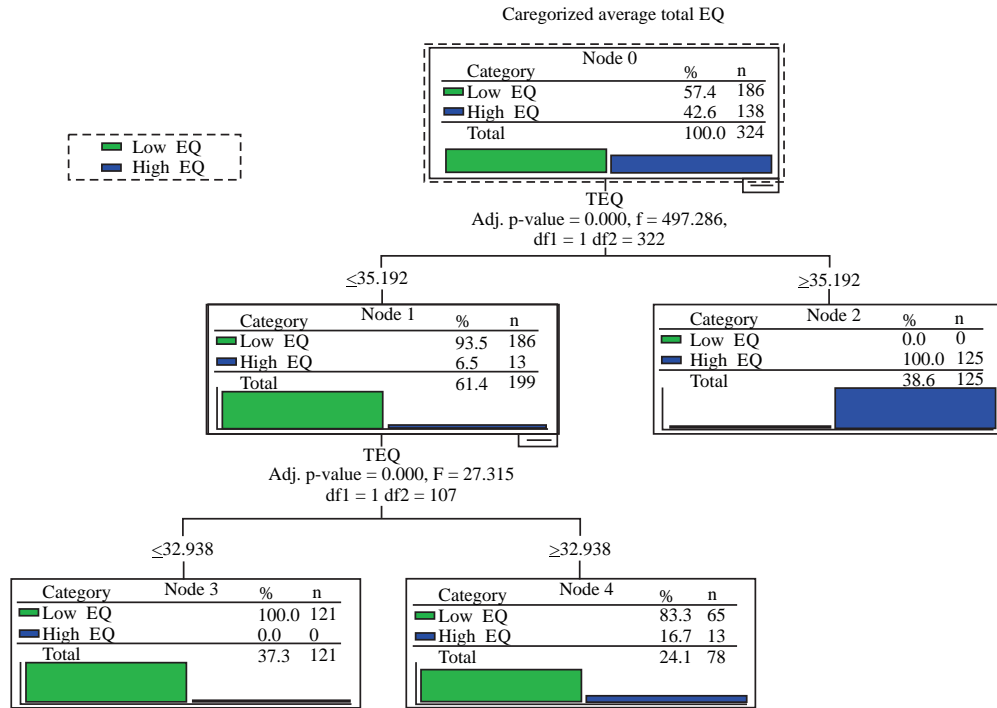 Caregorized average total EQ
Node 0
Category % n
Low EQ 57.4 186
High EQ 42.6 138
Total 100.0 324
Low EQ
High EQ
TEQ
Adj. p-value = 0.000, f = 497.286,
df1 = 1 df2 = 322
≤35.192
≥35.192
Node 1
Category % n
Low EQ 93.5 186
High EQ 6.5 13
Total 61.4 199
Node 2
Category % n
Low EQ 0.0 0
High EQ 100.0 125
Total 38.6 125
TEQ
Adj. p-value = 0.000, F = 27.315
df1 = 1 df2 = 107
≤32.938
≥32.938
Node 3
Category % n
Low EQ 100.0 121
High EQ 0.0 0
Total 37.3 121
Node 4
Category % n
Low EQ 83.3 65
High EQ 16.7 13
Total 24.1 78